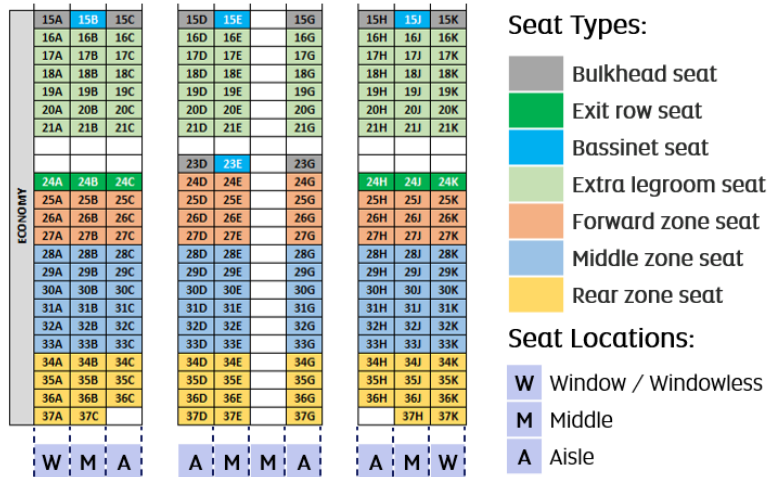 15A 15B 15C 15D 15E 15G 15H 15J 15K
16A 16B 16C 16D 16E 16G 16H 16J 16K
17A 17B 17C 17D 17E 17G 17H 17J 17K
18A 18B 18C 18D 18E 18G 18H 18J 18K
19A 19B 19C 19D 19E 19G 19H 19J 19K
20A 20B 20C 20D 20E 20G 20H 20J 20K
21A 21B 21C 21D 21E 21G 21H 21J 21K
23D 23E 23G
24A 24B 24C 24D 24E 24G 24H 24J 24K
25A 25B 25C 25D 25E 25G 25H 25J 25K
26A 26B 26C 26D 26E 26G 26H 26J 26K
27A 27B 27C 27D 27E 27G 27H 27J 27K
28A 28B 28C 28D 28E 28G 28H 28J 28K
29A 29B 29C 29D 29E 29G 29H 29J 29K
30A 30B 30C 30D 30E 30G 30H 30J 30K
31A 31B 31C 31D 31E 31G 31H 31J 31K
32A 32B 32C 32D 32E 32G 32H 32J 32K
33A 33B 33C 33D 33E 33G 33H 33J 33K
34A 34B 34C 34D 34E 34G 34H 34J 34K
35A 35B 35C 35D 35E 35G 35H 35J 35K
36A 36B 36C 36D 36E 36G 36H 36J 36K
37A 37C 37D 37E 37G 37H 37K
ECONOMY
W M A A M M A A M W
Seat Types:
Bulkhead seat
Exit row seat
Bassinet seat
Extra legroom seat
Forward zone seat
Middle zone seat
Rear zone seat
Seat Locations:
W Window / Windowless
M Middle
A Aisle